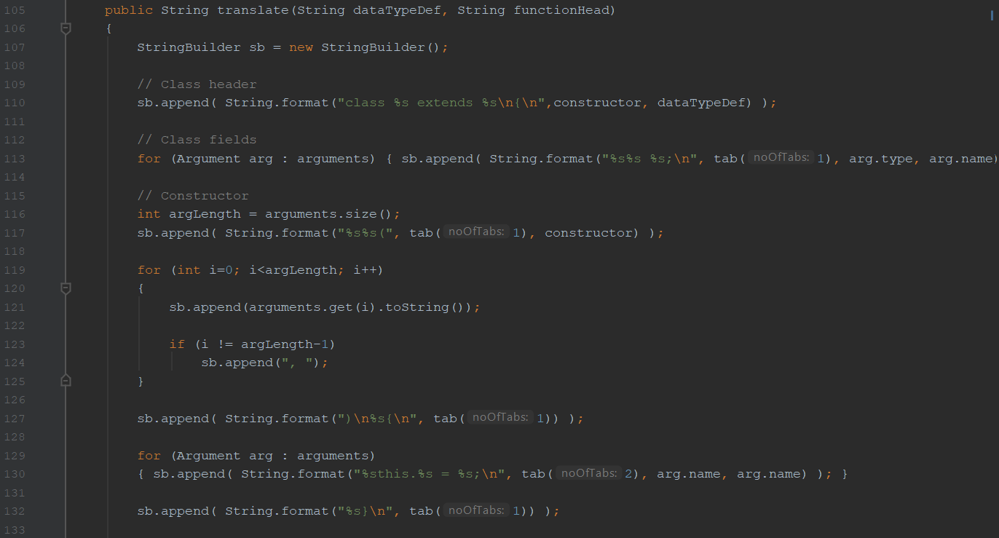 105 public String translate(String dataTypeDef, String functionHead)
106 {
107 StringBuilder sb = new StringBuilder();
108
109 // Class header
110 sb.append( String.format("class %s extends %s\n{\n",constructor, dataTypeDef) );
111
112 // Class fields
113 for (Argument arg : arguments) { sb.append( String.format("%s%s %s;\n", tab( noOfTabs: 1), arg.type, arg.name)
114
115 // Constructor
116 int argLength = arguments.size();
117 sb.append( String.format("%s%s(", tab( noOfTabs: 1), constructor) );
118
119 for (int i=0; i<argLength; i++)
120 {
121 sb.append(arguments.get(i).toString());
122
123 if (i != argLength-1)
124 sb.append(", ");
125 }
126
127 sb.append( String.format(")\n%s{\n", tab( noOfTabs: 1)) );
128
129 for (Argument arg : arguments)
130 { sb.append( String.format("%sthis.%s = %s;\n", tab( noOfTabs: 2), arg.name, arg.name) ); }
131
132 sb.append( String.format("%s}\n", tab( noOfTabs: 1)) );
133